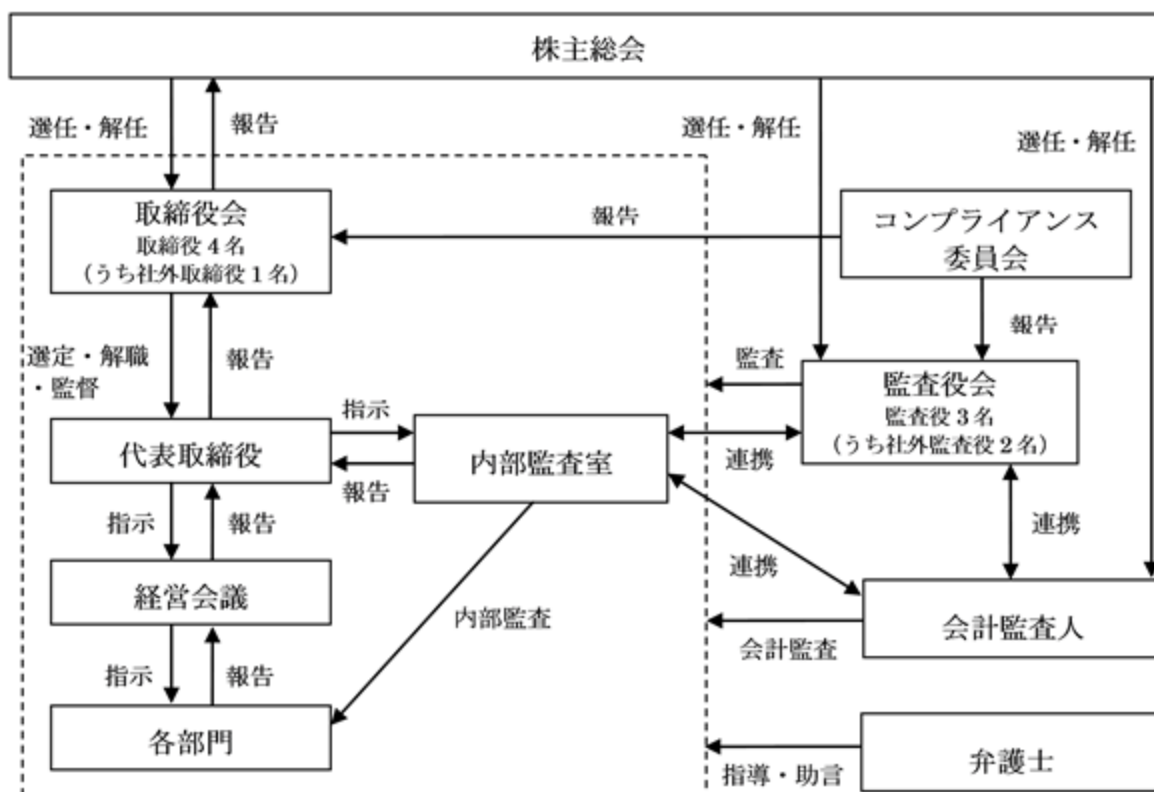 株主総会
選任・解任
報告
選任・解任
選任・解任
取締役会
取締役4名
（うち社外取締役1名）
報告
コンプライアンス
委員会
選定・解職
・監督
報告
報告
監査
監査役会
監査役3名
（うち社外監査役2名）
代表取締役
指示
報告
内部監査室
連携
指示
報告
連携
連携
経営会議
内部監査
会計監査
会計監査人
指示
報告
各部門
指導・助言
弁護士